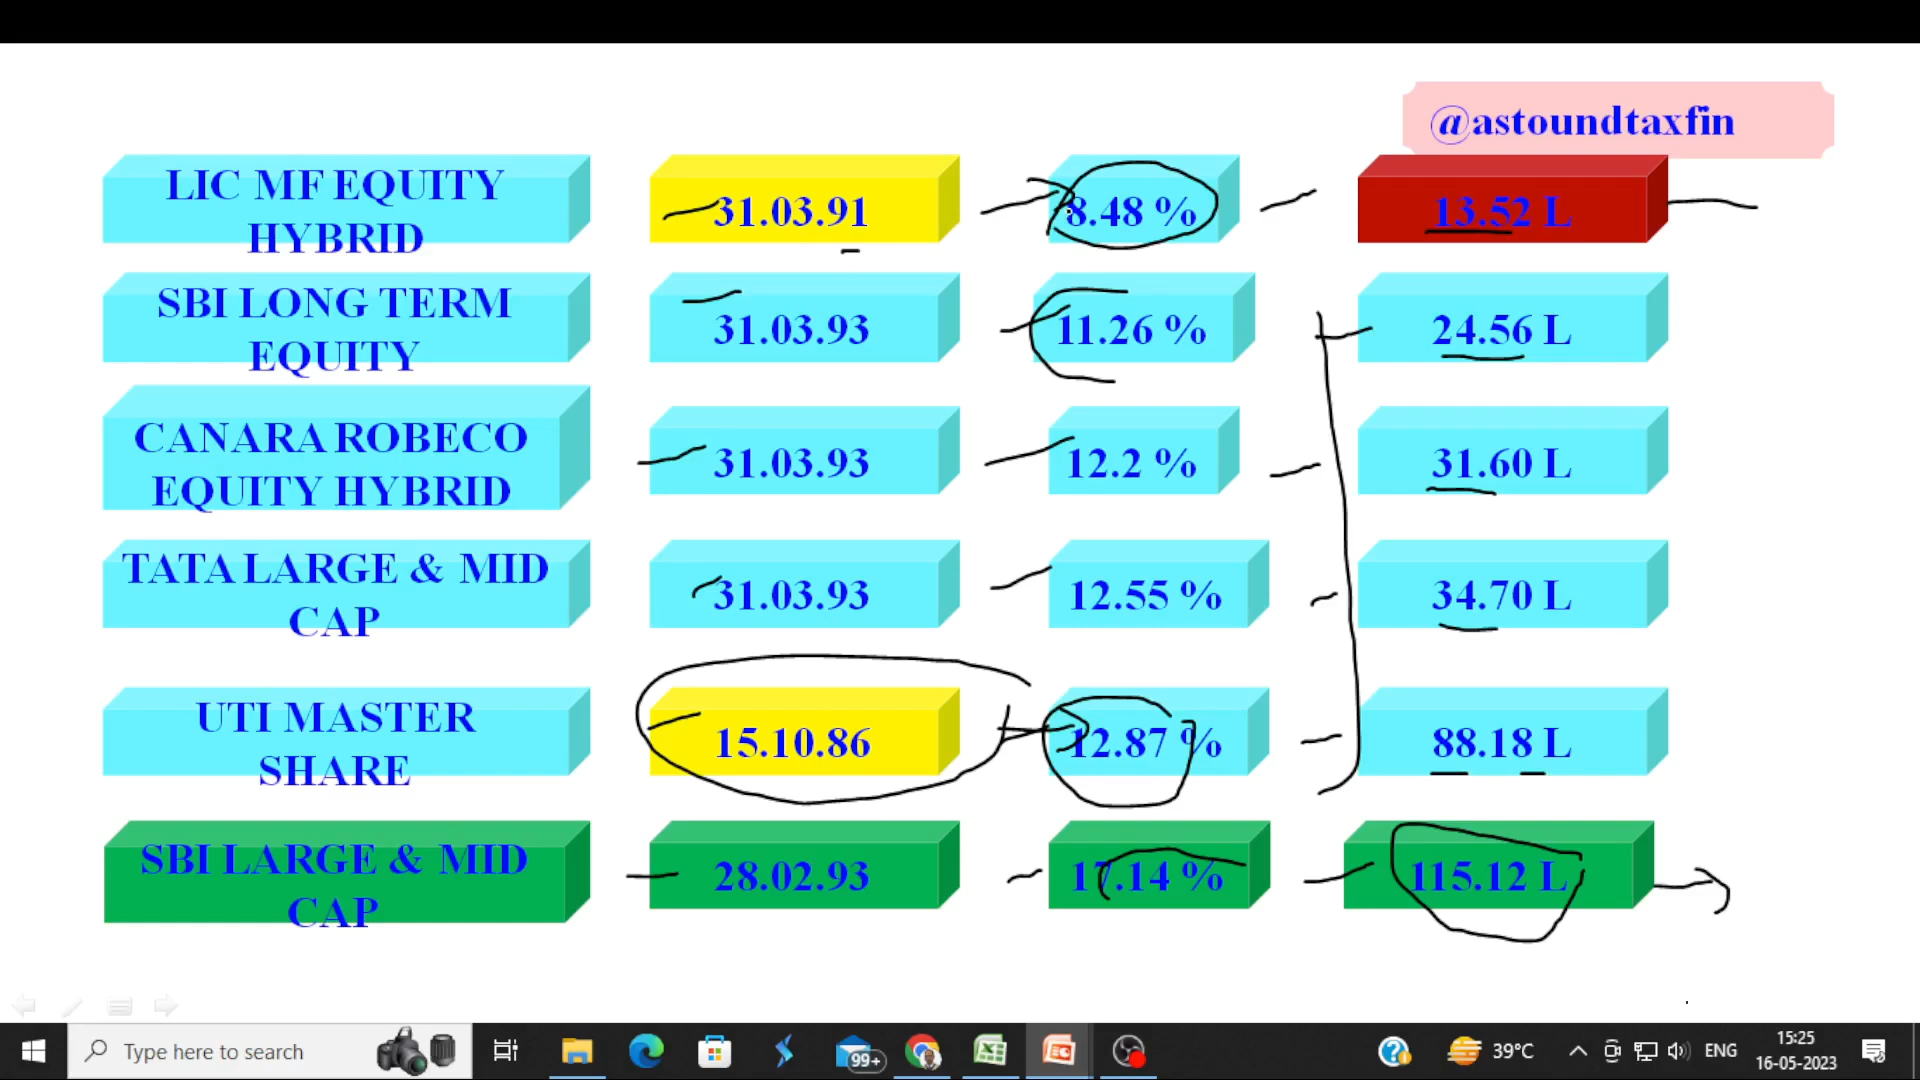 @astoundtaxfin
LIC MF EQUITY
HYBRID
31.03.91
8.48 %
13.52 L
SBI LONG TERM
EQUITY
31.03.93
11.26 %
24.56 L
CANARA ROBECO
EQUITY HYBRID
31.03.93
12.2 %
31.60 L
TATA LARGE & MID
CAP
31.03.93
12.55 %
34.70 L
UTI MASTER
SHARE
15.10.86
12.87 %
88.18 L
SBI LARGE & MID
CAP
28.02.93
17.14 %
115.12 L
Type here to search
99+
39°C
ENG
15:25
16-05-2023